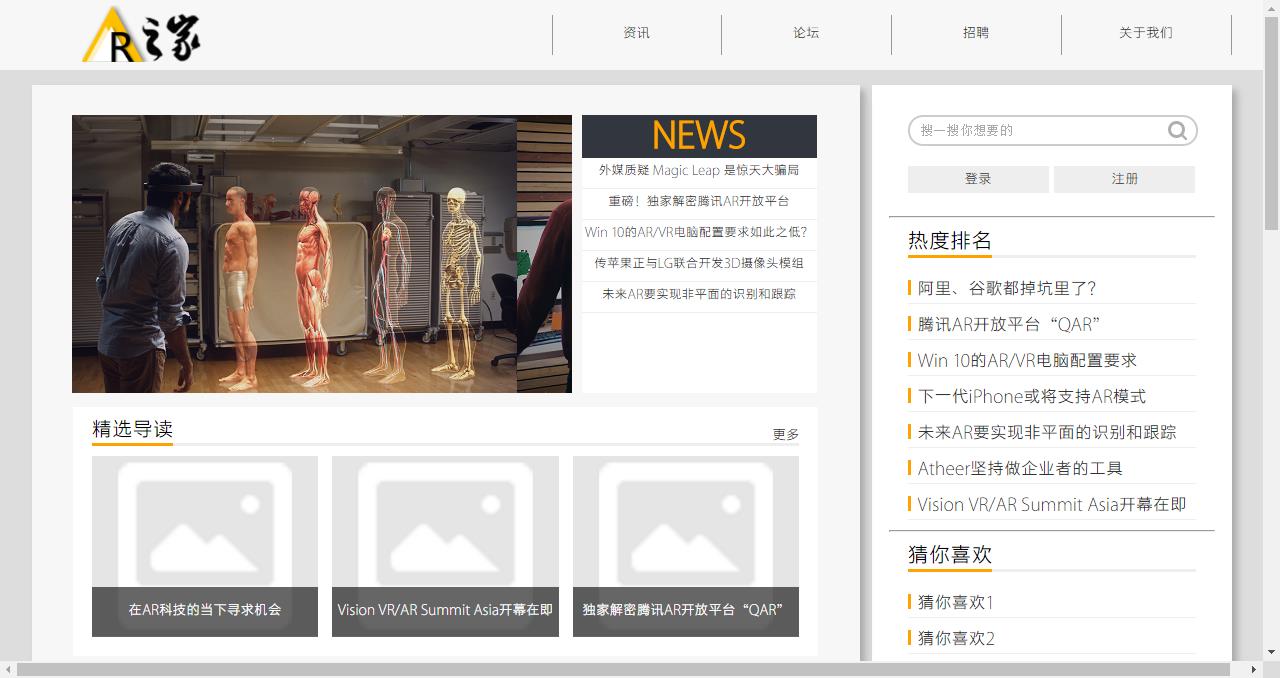 AR之家
资讯
论坛
招聘
关于我们
NEWS
外媒质疑 Magic Leap 是惊天大骗局
重磅！独家解密腾讯AR开放平台
Win 10的AR/VR电脑配置要求如此之低?
传苹果正与LG联合开发3D摄像头模组
未来AR要实现非平面的识别和跟踪
精选导读
更多
在AR科技的当下寻求机会
Vision VR/AR Summit Asia开幕在即
独家解密腾讯AR开放平台“QAR”
搜一搜你想要的
登录
注册
热度排名
阿里、谷歌都掉坑里了?
腾讯AR开放平台“QAR”
Win 10的AR/VR电脑配置要求
下一代iPhone或将支持AR模式
未来AR要实现非平面的识别和跟踪
Atheer坚持做企业者的工具
Vision VR/AR Summit Asia开幕在即
猜你喜欢
猜你喜欢1
猜你喜欢2